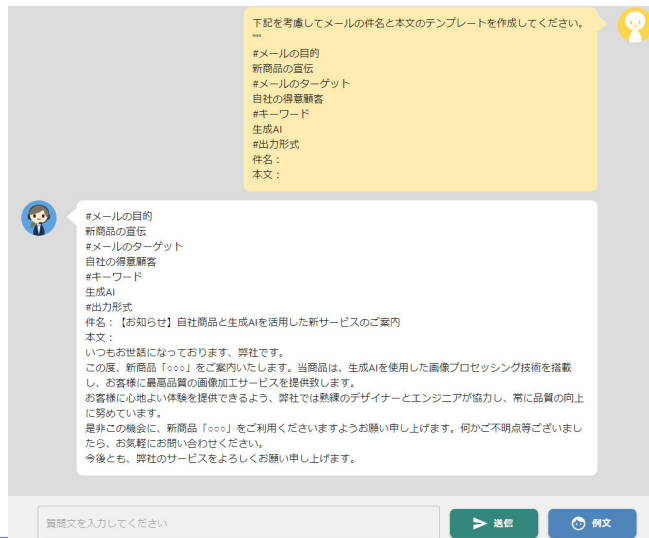 下記を考慮してメールの件名と本文のテンプレートを作成してください。
"""
#メールの目的
新商品の宣伝
#メールのターゲット
自社の得意顧客
#キーワード
生成AI
#出力形式
件名：
本文：
#メールの目的
新商品の宣伝
#メールのターゲット
自社の得意顧客
#キーワード
生成AI
#出力形式
件名：【お知らせ】自社商品と生成AIを活用した新サービスのご案内
本文：
いつもお世話になっております、弊社です。
この度、新商品「○○○」をご案内いたします。当商品は、生成AIを使用した画像プロセッシング技術を搭載
し、お客様に最高品質の画像加工サービスを提供致します。
お客様に心地よい体験を提供できるよう、弊社では熟練のデザイナーとエンジニアが協力し、常に品質の向上
に努めています。
是非この機会に、新商品「○○○」をご利用くださいますようお願い申し上げます。何かご不明点等ございまし
たら、お気軽にお問い合わせください。
今後とも、弊社のサービスをよろしくお願い申し上げます。
質問文を入力してください
送信
例文